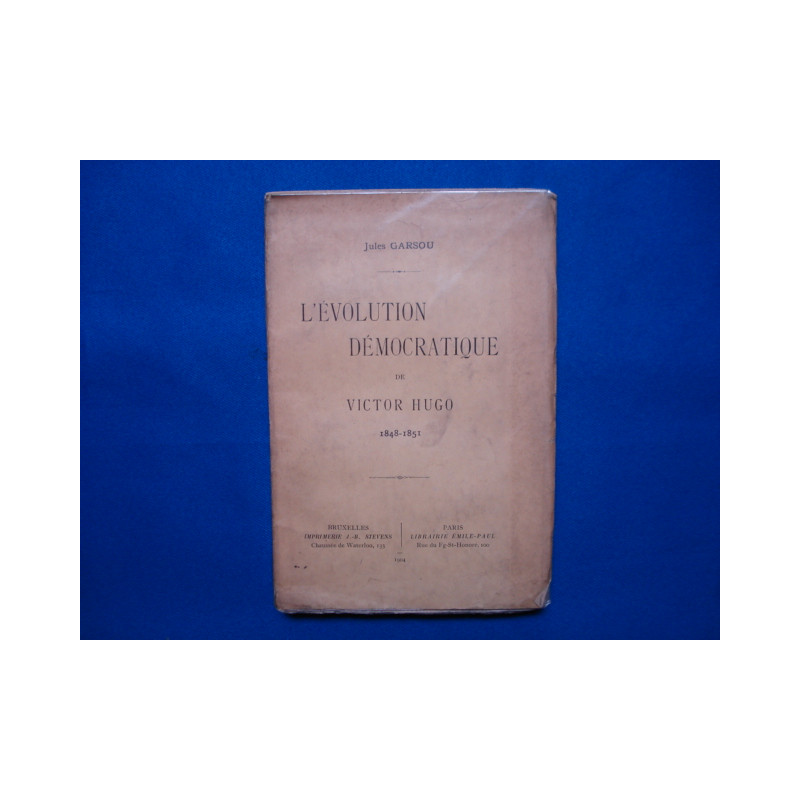 Jules GARSOU
L'ÉVOLUTION
DÉMOCRATIQUE
DE
VICTOR HUGO
1848-1851
BRUXELLES
IMPRIMERIE J.-B. STEVENS
Chaussée de Waterloo,
PARIS
LIBRAIRIE ÉMILE-PAUL
Rue du Fg-St-Honoré, 100
1904